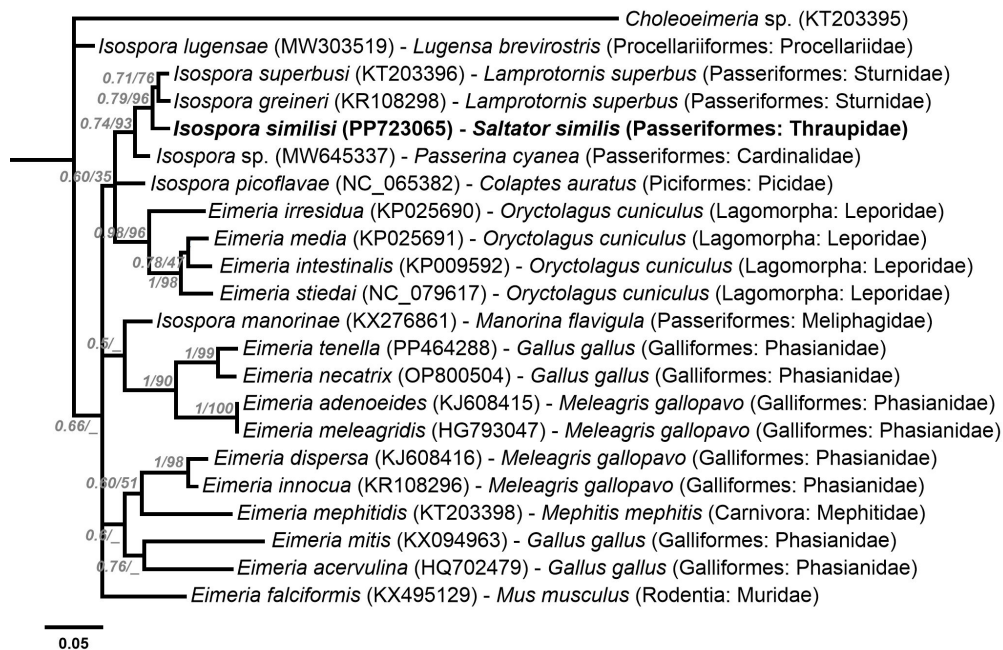 Choleoeimeria sp. (KT203395)
Isospora lugensae (MW303519) - Lugensa brevirostris (Procellariiformes: Procellariidae)
0.71/76
Isospora superbusi (KT203396) - Lamprotornis superbus (Passeriformes: Sturnidae)
0.79/96
Isospora greineri (KR108298) - Lamprotornis superbus (Passeriformes: Sturnidae)
0.74/93
Isospora similisi (PP723065) - Saltator similis (Passeriformes: Thraupidae)
Isospora sp. (MW645337) - Passerina cyanea (Passeriformes: Cardinalidae)
0.60/35
Isospora picoflavae (NC_065382) - Colaptes auratus (Piciformes: Picidae)
Eimeria irresidua (KP025690) - Oryctolagus cuniculus (Lagomorpha: Leporidae)
0.98/96
Eimeria media (KP025691) - Oryctolagus cuniculus (Lagomorpha: Leporidae)
0.78/47
Eimeria intestinalis (KP009592) - Oryctolagus cuniculus (Lagomorpha: Leporidae)
1/98
Eimeria stiedai (NC_079617) - Oryctolagus cuniculus (Lagomorpha: Leporidae)
Isospora manorinae (KX276861) - Manorina flavigula (Passeriformes: Meliphagidae)
0.5/_
1/99
Eimeria tenella (PP464288) - Gallus gallus (Galliformes: Phasianidae)
1/90
Eimeria necatrix (OP800504) - Gallus gallus (Galliformes: Phasianidae)
1/100
Eimeria adenoeides (KJ608415) - Meleagris gallopavo (Galliformes: Phasianidae)
0.66/_
Eimeria meleagridis (HG793047) - Meleagris gallopavo (Galliformes: Phasianidae)
1/98
Eimeria dispersa (KJ608416) - Meleagris gallopavo (Galliformes: Phasianidae)
0.60/51
Eimeria innocua (KR108296) - Meleagris gallopavo (Galliformes: Phasianidae)
Eimeria mephitidis (KT203398) - Mephitis mephitis (Carnivora: Mephitidae)
0.6/_
Eimeria mitis (KX094963) - Gallus gallus (Galliformes: Phasianidae)
0.76/_
Eimeria acervulina (HQ702479) - Gallus gallus (Galliformes: Phasianidae)
Eimeria falciformis (KX495129) - Mus musculus (Rodentia: Muridae)
0.05